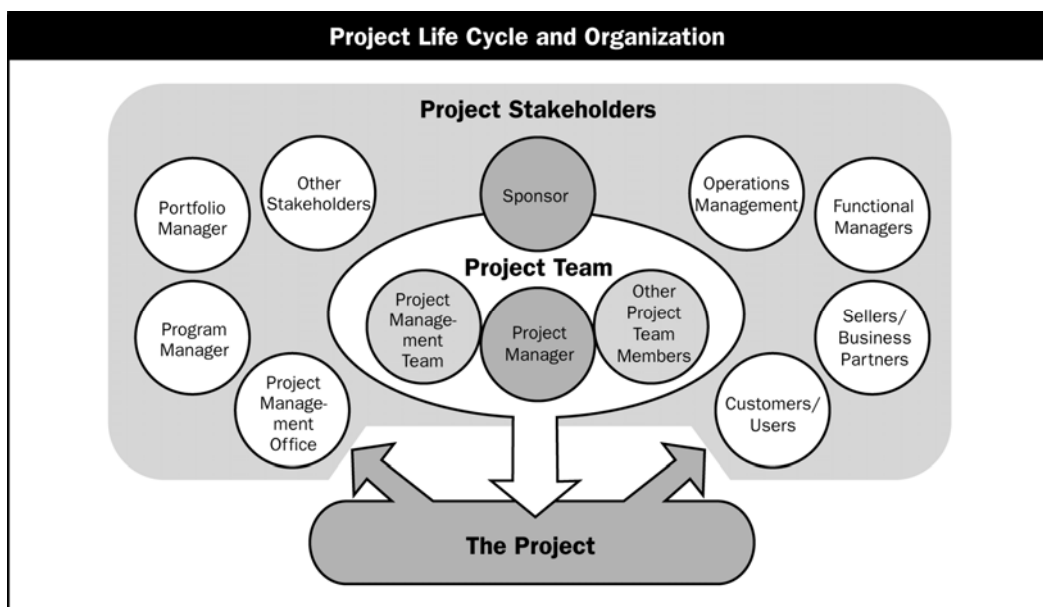 Project Life Cycle and Organization
Project Stakeholders
Portfolio
Manager
Other
Stakeholders
Sponsor
Operations
Management
Functional
Managers
Project Team
Program
Manager
Project
Manage-
ment
Team
Project
Manager
Other
Project
Team
Members
Sellers/
Business
Partners
Project
Manage-
ment
Office
Customers/
Users
The Project